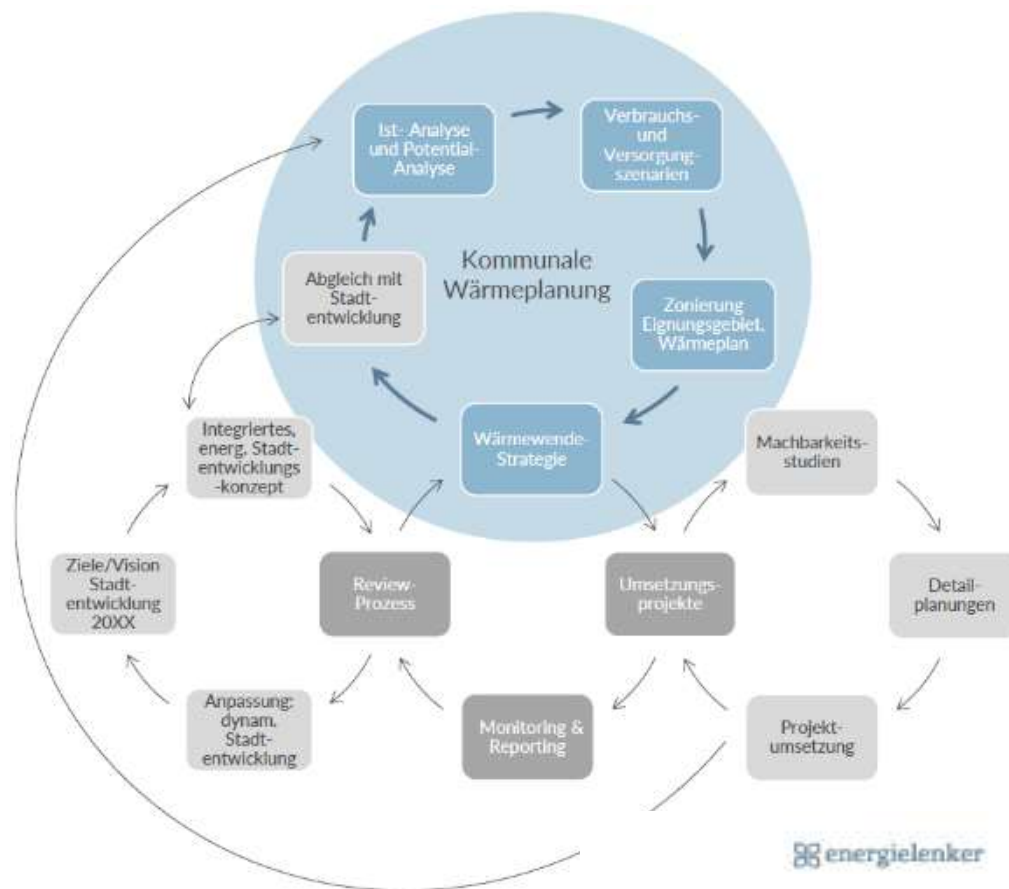 Ist- Analyse
und Potential-
Analyse
Verbrauchs-
und
Versorgung-
szenarien
Kommunale
Wärmeplanung
Abgleich mit
Stadt-
entwicklung
Zonierung
Eignungsgebiet.
Wärmeplan
Wärmewende-
Strategie
Integriertes,
energ. Stadt-
entwicklungs
-konzept
Machbarkeits-
studien
Ziele/Vision
Stadt-
entwicklung
20XX
Review-
Prozess
Umsetzungs-
projekte
Detail-
planungen
Anpassung:
dynam.
Stadt-
entwicklung
Monitoring &
Reporting
Projekt-
umsetzung
energielenker